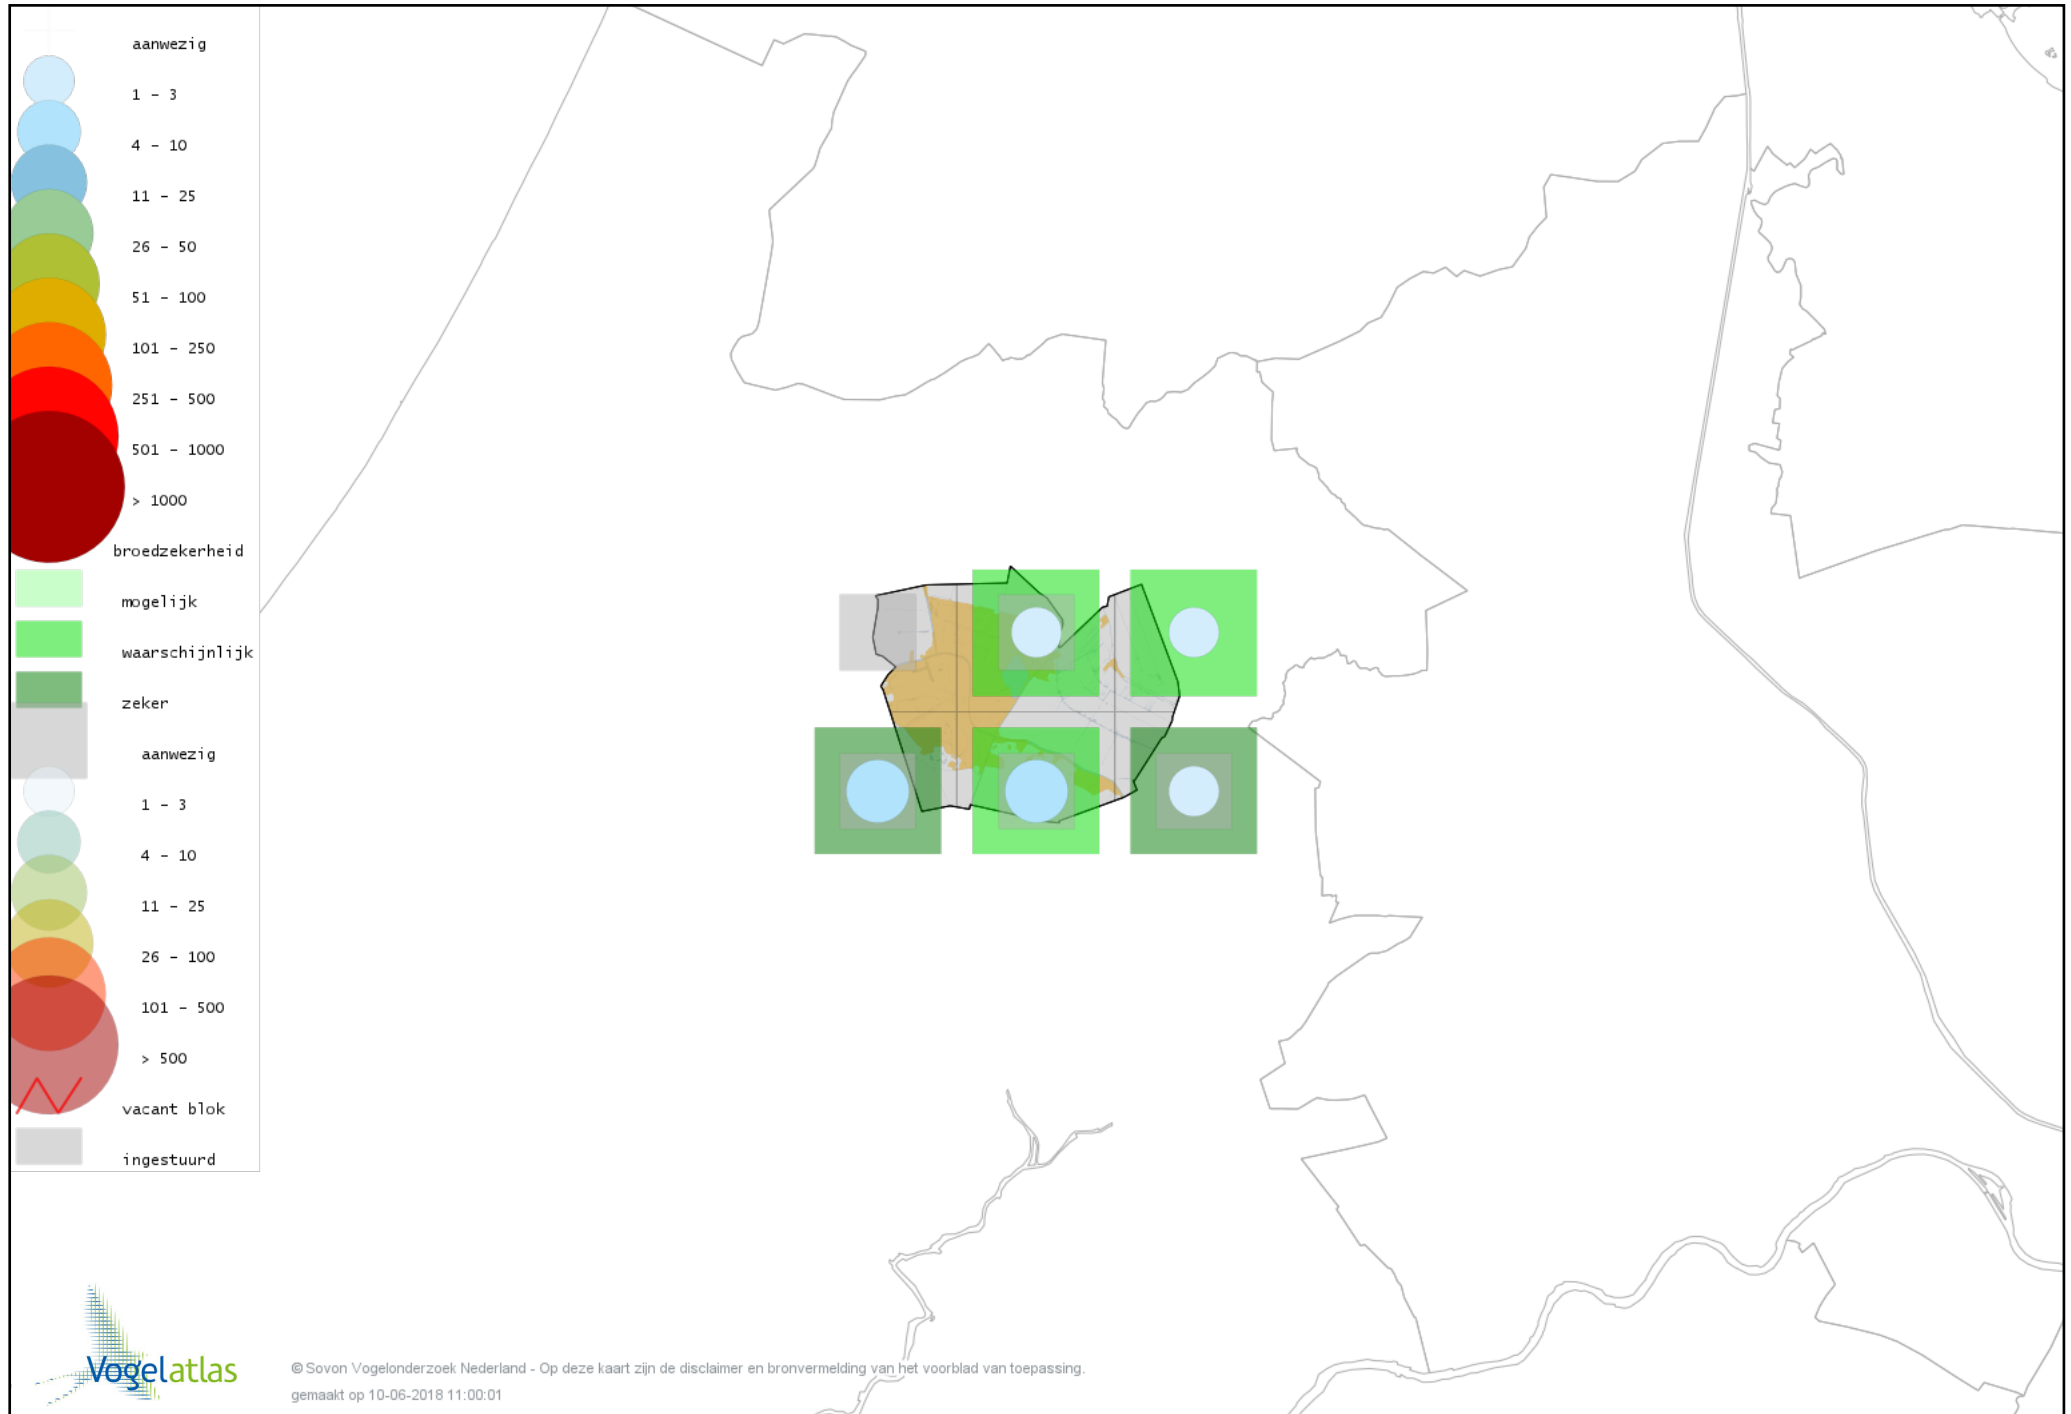 aanwezig
1 - 3
4 - 10
11 - 25
26 - 50
51 - 100
101 - 250
251 - 500
501 - 1000
> 1000
broedzekerheid
mogelijk
waarschijnlijk
zeker
aanwezig
1 - 3
4 - 10
11 - 25
26 - 100
101 - 500
> 500
vacant blok
ingestuurd
Vogelatlas
© Sovon Vogelonderzoek Nederland - Op deze kaart zijn de disclaimer en bronvermelding van het voorblad van toepassing.
gemaakt op 10-06-2018 11:00:01